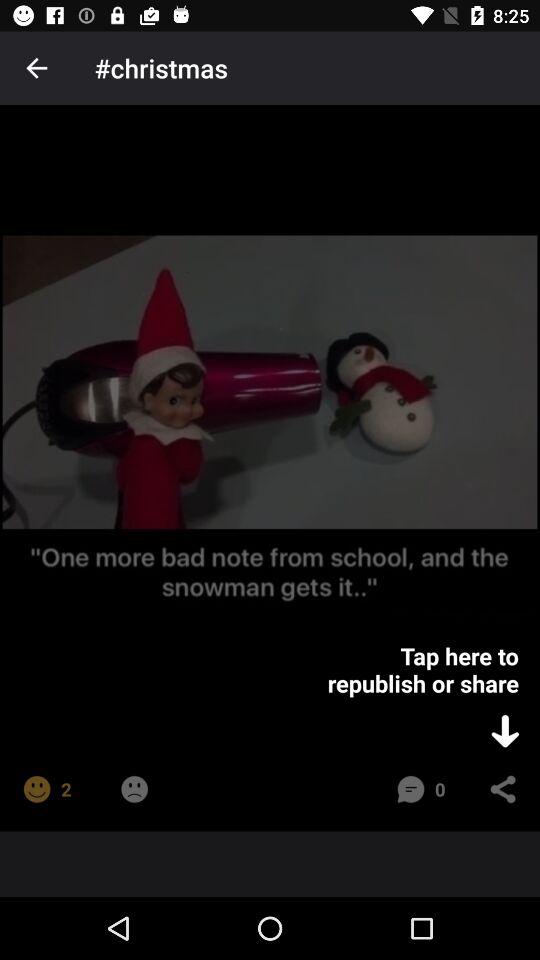 8:25
#christmas
"One more bad note from school, and the
snowman gets it.."
Tap here to
republish or share
2
0